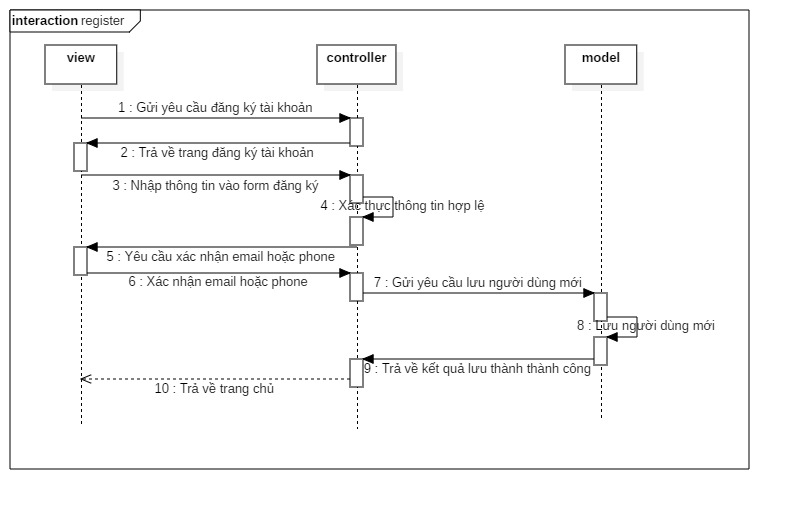 interaction register
view
controller
model
1 : Gửi yêu cầu đăng ký tài khoản
2 : Trả về trang đăng ký tài khoản
3 : Nhập thông tin vào form đăng ký
4 : Xác thực thông tin hợp lệ
5 : Yêu cầu xác nhận email hoặc phone
6 : Xác nhận email hoặc phone
7 : Gửi yêu cầu lưu người dùng mới
8 : Lưu người dùng mới
9 : Trả về kết quả lưu thành thành công
10 : Trả về trang chủ